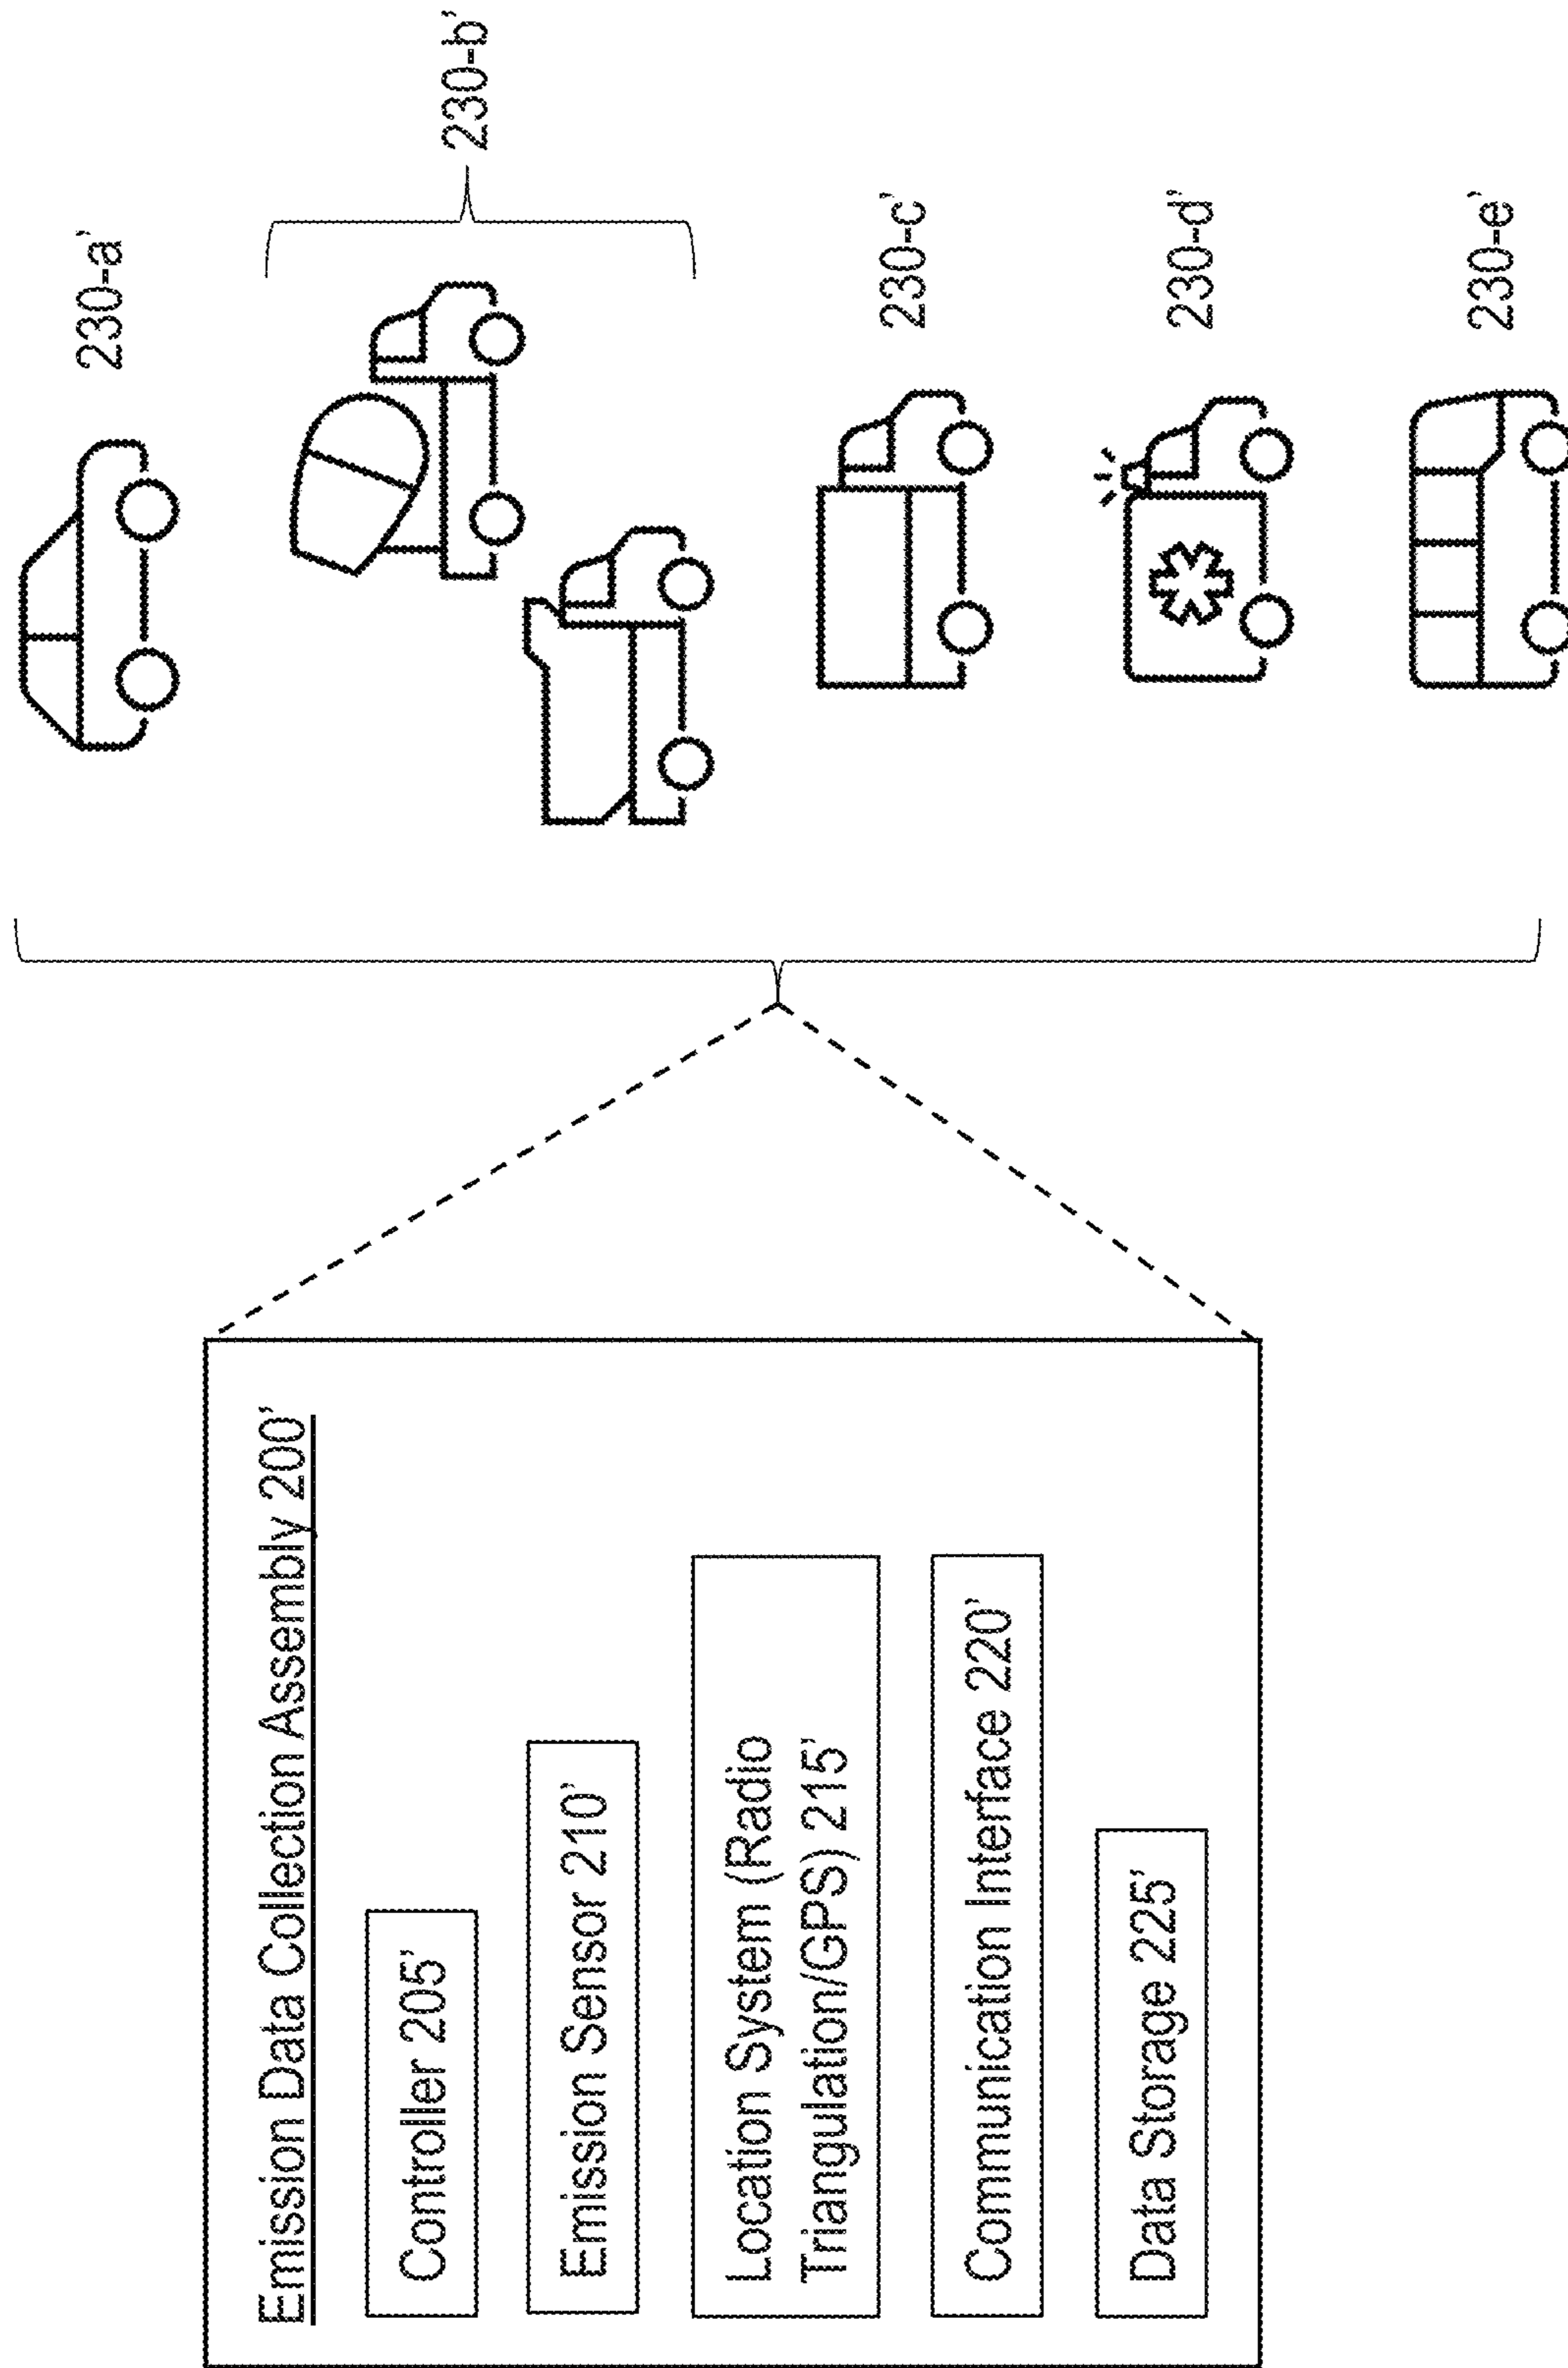 Emission Data Collection Assembly 200’
Controller 205’
Emission Sensor 210’
Location System (Radio
Triangulation/GPS) 215’
Communication Interface 220’
Data Storage 225’
230-a’
230-b’
230-c’
230-d’
230-e’